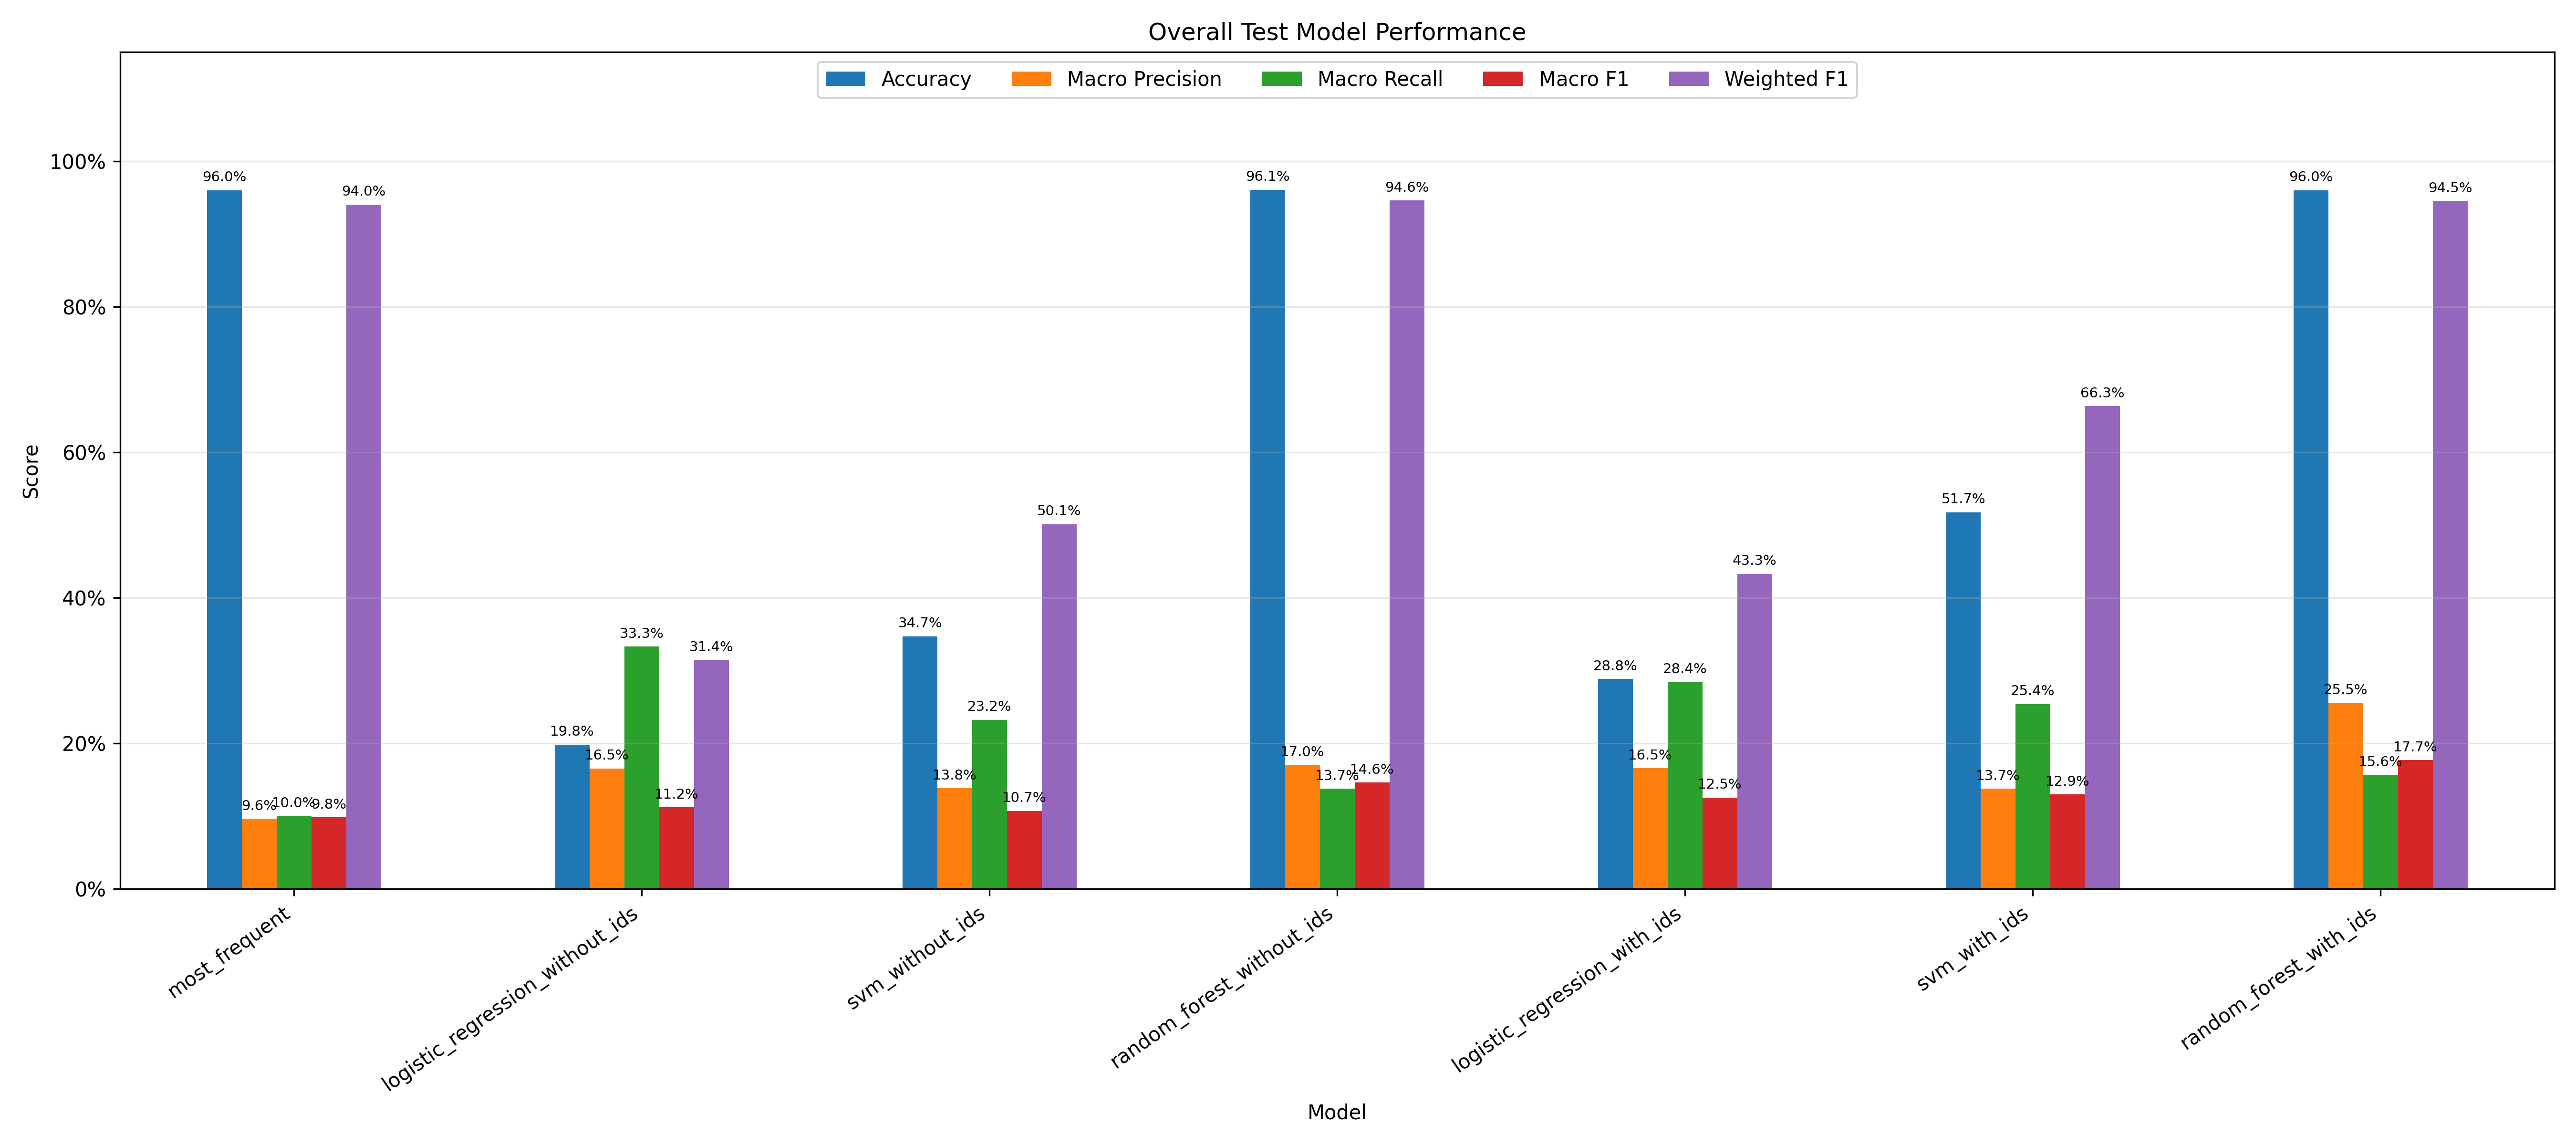 Overall Test Model Performance
Accuracy Macro Precision Macro Recall Macro F1 Weighted F1
Score
100%
80%
60%
40%
20%
0%
96.0% 9.6% 10.0% 9.8% 94.0%
19.8% 16.5% 33.3% 11.2% 31.4%
34.7% 13.8% 23.2% 10.7% 50.1%
96.1% 17.0% 13.7% 14.6% 94.6%
28.8% 16.5% 28.4% 12.5% 43.3%
51.7% 13.7% 25.4% 12.9% 66.3%
96.0% 25.5% 15.6% 17.7% 94.5%
most_frequent
logistic_regression_without_ids
svm_without_ids
random_forest_without_ids
logistic_regression_with_ids
svm_with_ids
random_forest_with_ids
Model